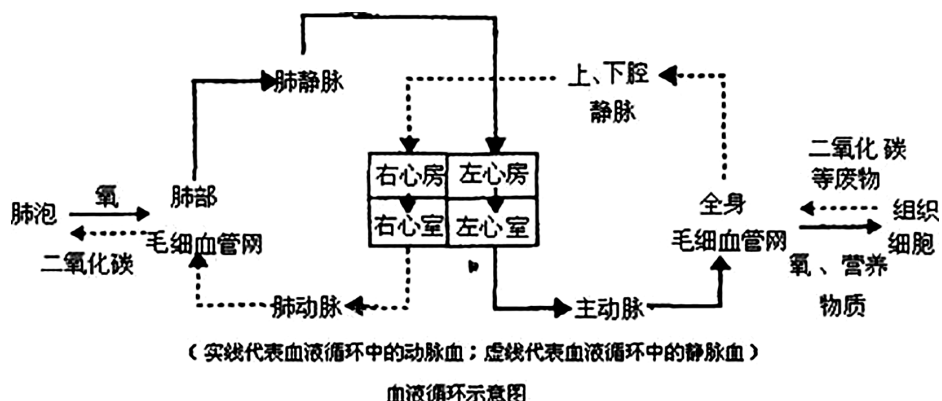 肺静脉
上、下腔
静脉
右心房
左心房
右心室
左心室
肺泡
氧
二氧化碳
肺部
毛细血管网
肺动脉
主动脉
全身
毛细血管网
二氧化碳
等废物
组织
细胞
氧、营养
物质
(实线代表血液循环中的动脉血;虚线代表血液循环中的静脉血)
血液循环示意图